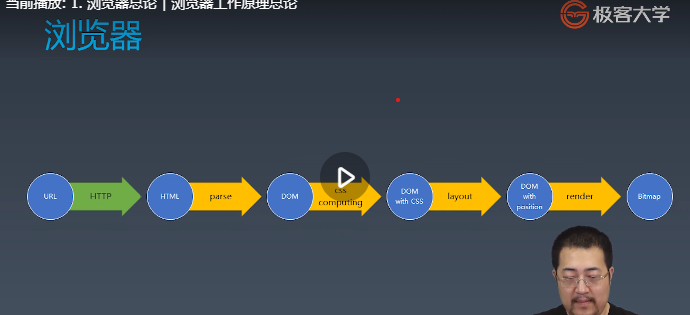 当前播放: 1. 浏览器总论 | 浏览器工作原理总论
极客大学
浏览器
URL
HTTP
HTML
parse
DOM
css
computing
DOM
with CSS
layout
DOM
with
position
render
Bitmap